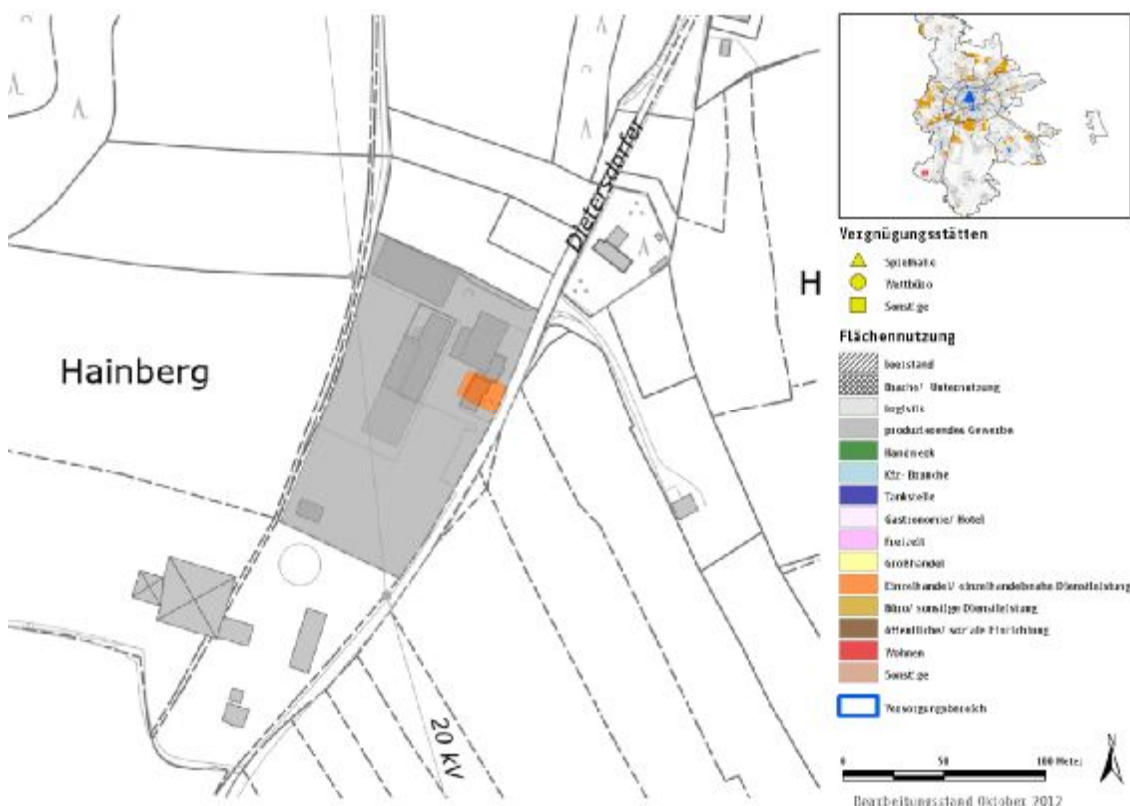 Dietersdorfer
H
Hainberg
20 kV
Vergnügungsstätten
Spielhalle
Wettbüro
Sonstige
Flächennutzung
Leerstand
Brache/ Unternutzung
Logistik
produzierendes Gewerbe
Handwerk
Kfz-Branche
Tankstelle
Gastronomie/ Hotel
Freizeit
Großhandel
Einzelhandel/ einzelhandelsnahe Dienstleistung
Büro/ sonstige Dienstleistung
öffentliche/ soziale Einrichtung
Wohnen
Sonstige
Versorgungsbereich
N
0 50 100 Meter
Bearbeitungsstand Oktober 2012